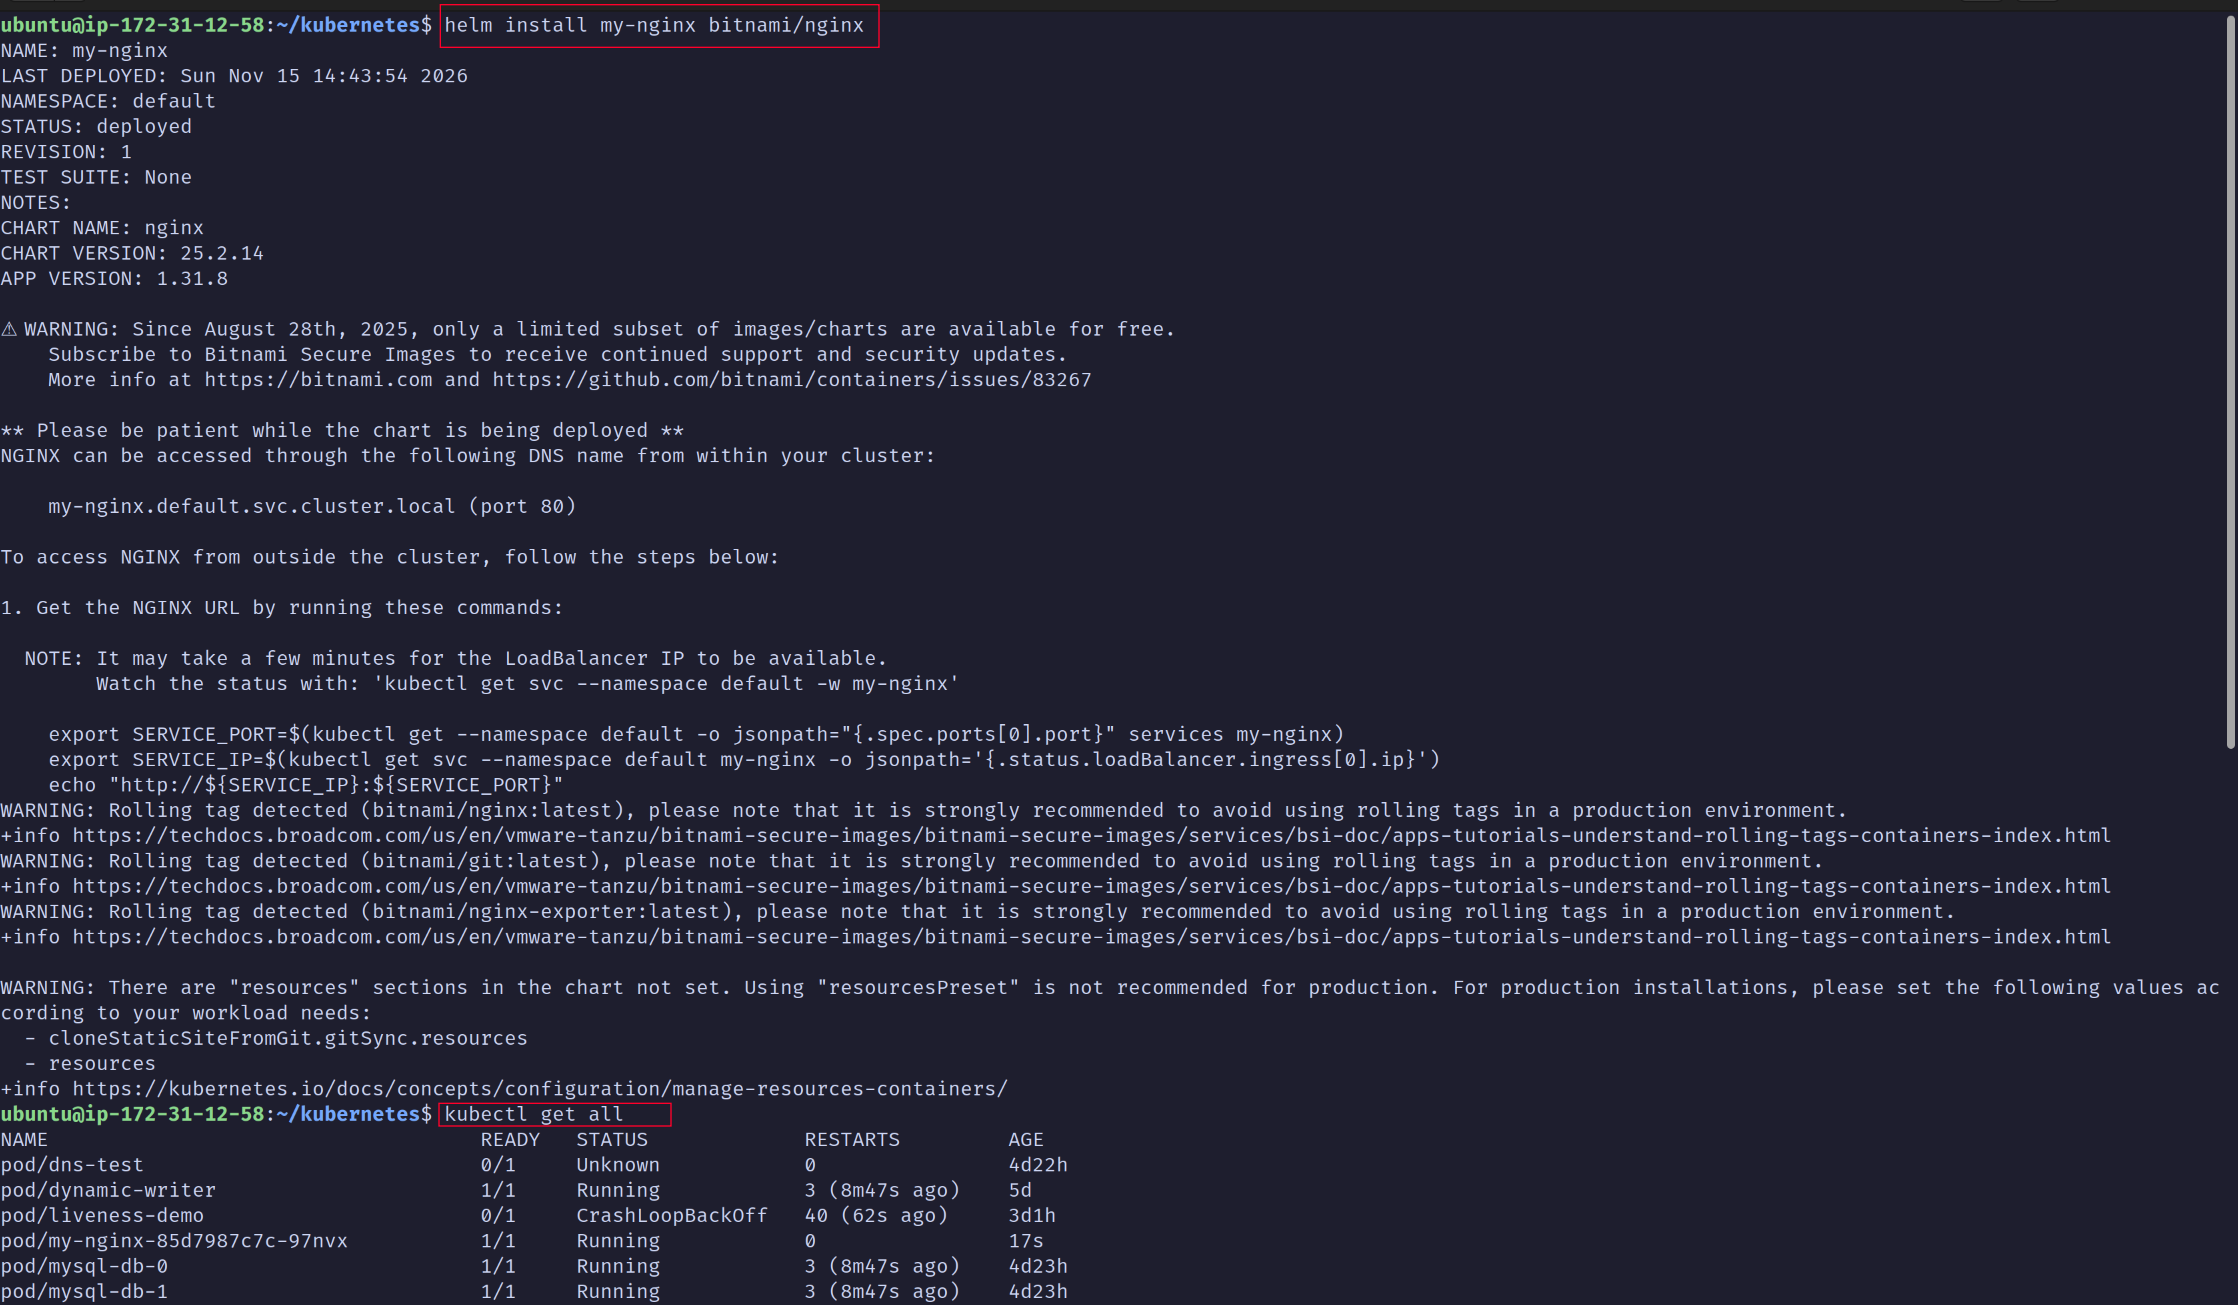 ubuntu@ip-172-31-12-58:~/kubernetes$ helm install my-nginx bitnami/nginx
NAME: my-nginx
LAST DEPLOYED: Sun Nov 15 14:43:54 2026
NAMESPACE: default
STATUS: deployed
REVISION: 1
TEST SUITE: None
NOTES:
CHART NAME: nginx
CHART VERSION: 25.2.14
APP VERSION: 1.31.8
⚠ WARNING: Since August 28th, 2025, only a limited subset of images/charts are available for free.
Subscribe to Bitnami Secure Images to receive continued support and security updates.
More info at https://bitnami.com and https://github.com/bitnami/containers/issues/83267
** Please be patient while the chart is being deployed **
NGINX can be accessed through the following DNS name from within your cluster:
my-nginx.default.svc.cluster.local (port 80)
To access NGINX from outside the cluster, follow the steps below:
1. Get the NGINX URL by running these commands:
NOTE: It may take a few minutes for the LoadBalancer IP to be available.
Watch the status with: 'kubectl get svc --namespace default -w my-nginx'
export SERVICE_PORT=$(kubectl get --namespace default -o jsonpath="{.spec.ports[0].port}" services my-nginx)
export SERVICE_IP=$(kubectl get svc --namespace default my-nginx -o jsonpath='{.status.loadBalancer.ingress[0].ip}')
echo "http://${SERVICE_IP}:${SERVICE_PORT}"
WARNING: Rolling tag detected (bitnami/nginx:latest), please note that it is strongly recommended to avoid using rolling tags in a production environment.
+info https://techdocs.broadcom.com/us/en/vmware-tanzu/bitnami-secure-images/bitnami-secure-images/services/bsi-doc/apps-tutorials-understand-rolling-tags-containers-index.html
WARNING: Rolling tag detected (bitnami/git:latest), please note that it is strongly recommended to avoid using rolling tags in a production environment.
+info https://techdocs.broadcom.com/us/en/vmware-tanzu/bitnami-secure-images/bitnami-secure-images/services/bsi-doc/apps-tutorials-understand-rolling-tags-containers-index.html
WARNING: Rolling tag detected (bitnami/nginx-exporter:latest), please note that it is strongly recommended to avoid using rolling tags in a production environment.
+info https://techdocs.broadcom.com/us/en/vmware-tanzu/bitnami-secure-images/bitnami-secure-images/services/bsi-doc/apps-tutorials-understand-rolling-tags-containers-index.html
WARNING: There are "resources" sections in the chart not set. Using "resourcesPreset" is not recommended for production. For production installations, please set the following values ac
cording to your workload needs:
- cloneStaticSiteFromGit.gitSync.resources
- resources
+info https://kubernetes.io/docs/concepts/configuration/manage-resources-containers/
ubuntu@ip-172-31-12-58:~/kubernetes$ kubectl get all
NAME READY STATUS RESTARTS AGE
pod/dns-test 0/1 Unknown 0 4d22h
pod/dynamic-writer 1/1 Running 3 (8m47s ago) 5d
pod/liveness-demo 0/1 CrashLoopBackOff 40 (62s ago) 3d1h
pod/my-nginx-85d7987c7c-97nvx 1/1 Running 0 17s
pod/mysql-db-0 1/1 Running 3 (8m47s ago) 4d23h
pod/mysql-db-1 1/1 Running 3 (8m47s ago) 4d23h